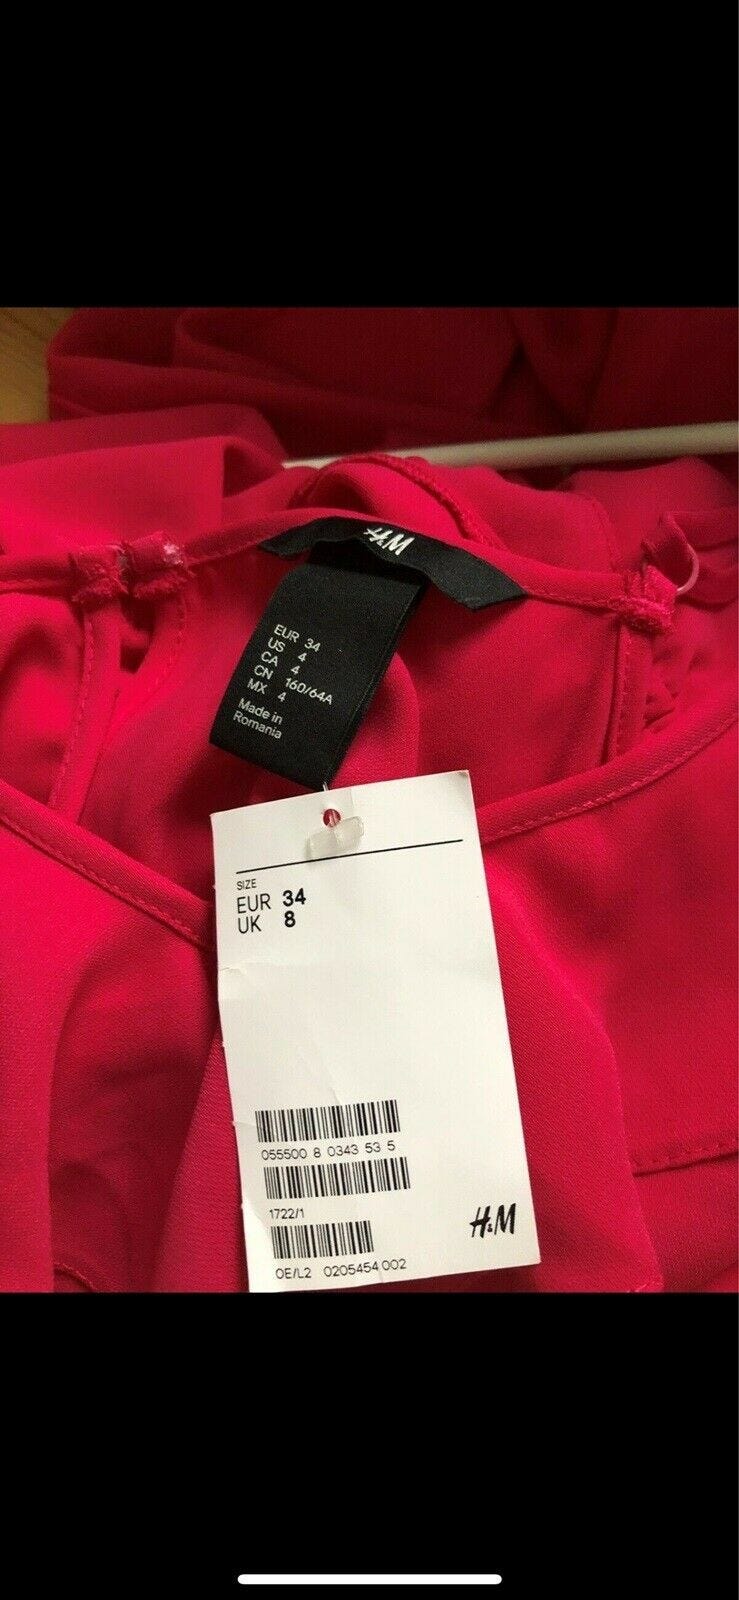 H&M
EUR 34
US 4
CA 4
CN 160/64A
MX 4
Made in
Romania
SIZE
EUR 34
UK 8
055500 8 0343 53 5
1722/1
H&M
OE/L2 0205454 002